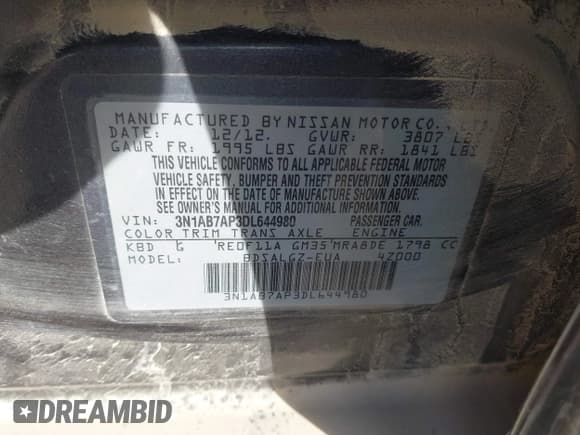 MANUFACTURED BY NISSAN MOTOR CO., LTD
DATE: 12/12. GVWR: 3807 LBS
GAWR FR: 1995 LBS GAWR RR: 1841 LBS
THIS VEHICLE CONFORMS TO ALL APPLICABLE FEDERAL MOTOR
VEHICLE SAFETY, BUMPER AND THEFT PREVENTION STANDARDS
IN EFFECT ON THE DATE OF MANUFACTURE SHOWN ABOVE.
SEE OWNER'S MANUAL FOR ADDITIONAL INFORMATION.
VIN: 3N1AB7AP3DL644980 PASSENGER CAR.
COLOR TRIM TRANS AXLE ENGINE
KBD G RE0F11A GM35 MRA8DE 1798 CC
BDSALGZ-EUA 4Z000
3N1AB7AP3DL644980
DREAMBID